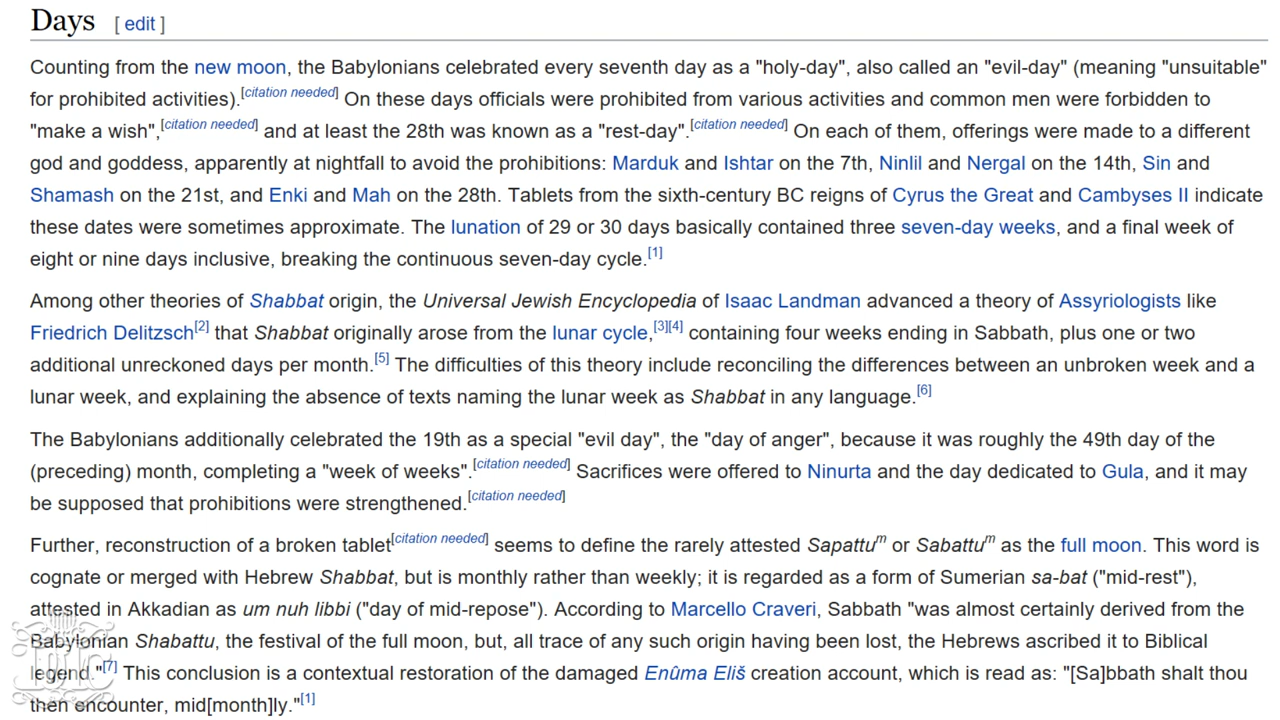 Days [ edit ]
Counting from the new moon, the Babylonians celebrated every seventh day as a "holy-day", also called an "evil-day" (meaning "unsuitable"
for prohibited activities).[citation needed] On these days officials were prohibited from various activities and common men were forbidden to
"make a wish",[citation needed] and at least the 28th was known as a "rest-day".[citation needed] On each of them, offerings were made to a different
god and goddess, apparently at nightfall to avoid the prohibitions: Marduk and Ishtar on the 7th, Ninlil and Nergal on the 14th, Sin and
Shamash on the 21st, and Enki and Mah on the 28th. Tablets from the sixth-century BC reigns of Cyrus the Great and Cambyses II indicate
these dates were sometimes approximate. The lunation of 29 or 30 days basically contained three seven-day weeks, and a final week of
eight or nine days inclusive, breaking the continuous seven-day cycle.[1]
Among other theories of Shabbat origin, the Universal Jewish Encyclopedia of Isaac Landman advanced a theory of Assyriologists like
Friedrich Delitzsch[2] that Shabbat originally arose from the lunar cycle,[3][4] containing four weeks ending in Sabbath, plus one or two
additional unreckoned days per month.[5] The difficulties of this theory include reconciling the differences between an unbroken week and a
lunar week, and explaining the absence of texts naming the lunar week as Shabbat in any language.[6]
The Babylonians additionally celebrated the 19th as a special "evil day", the "day of anger", because it was roughly the 49th day of the
(preceding) month, completing a "week of weeks".[citation needed] Sacrifices were offered to Ninurta and the day dedicated to Gula, and it may
be supposed that prohibitions were strengthened.[citation needed]
Further, reconstruction of a broken tablet[citation needed] seems to define the rarely attested Sapattuᵐ or Sabattuᵐ as the full moon. This word is
cognate or merged with Hebrew Shabbat, but is monthly rather than weekly; it is regarded as a form of Sumerian sa-bat ("mid-rest"),
attested in Akkadian as um nuh libbi ("day of mid-repose"). According to Marcello Craveri, Sabbath "was almost certainly derived from the
Babylonian Shabattu, the festival of the full moon, but, all trace of any such origin having been lost, the Hebrews ascribed it to Biblical
legend."[7] This conclusion is a contextual restoration of the damaged Enûma Eliš creation account, which is read as: "[Sa]bbath shalt thou
then encounter, mid[month]ly."[1]